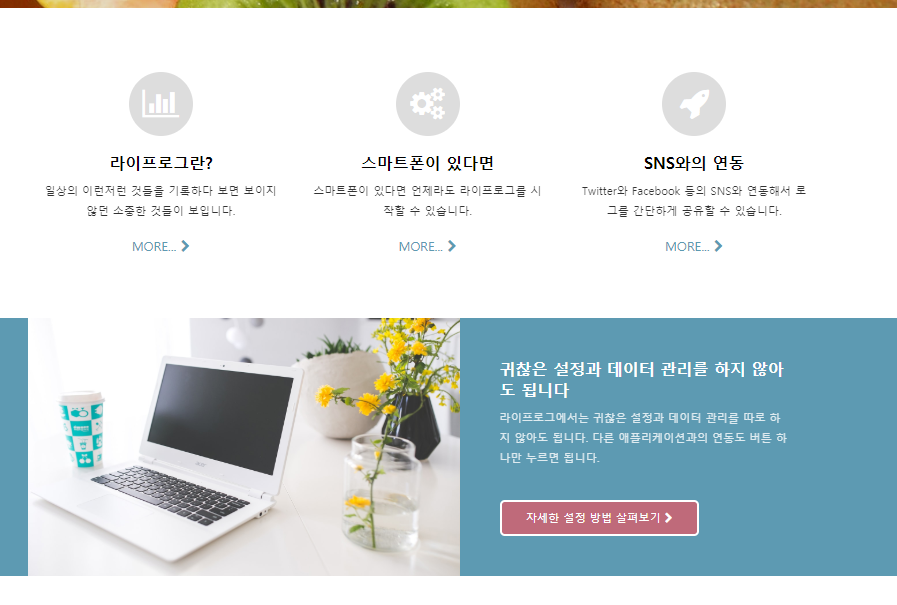 라이프로그란?
일상의 이런저런 것들을 기록하다 보면 보이지
않던 소중한 것들이 보입니다.
MORE...
스마트폰이 있다면
스마트폰이 있다면 언제라도 라이프로그를 시
작할 수 있습니다.
MORE...
SNS와의 연동
Twitter와 Facebook 등의 SNS와 연동해서 로
그를 간단하게 공유할 수 있습니다.
MORE...
귀찮은 설정과 데이터 관리를 하지 않아
도 됩니다
라이프로그에서는 귀찮은 설정과 데이터 관리를 따로 하
지 않아도 됩니다. 다른 애플리케이션과의 연동도 버튼 하
나만 누르면 됩니다.
자세한 설정 방법 살펴보기